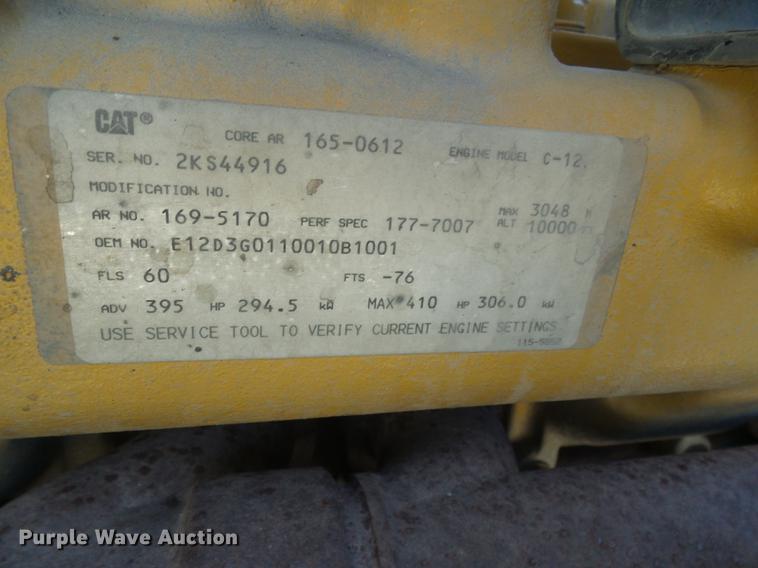 CAT®
CORE AR 165-0612 ENGINE MODEL C-12.
SER. NO. 2KS44916
MODIFICATION NO.
AR NO. 169-5170 PERF SPEC 177-7007 MAX ALT 3048 M 10000
OEM NO. E12D3G0110010B1001
FLS 60 FTS -76
ADV 395 HP 294.5 kW MAX 410 HP 306.0 kW
USE SERVICE TOOL TO VERIFY CURRENT ENGINE SETTINGS
Purple Wave Auction